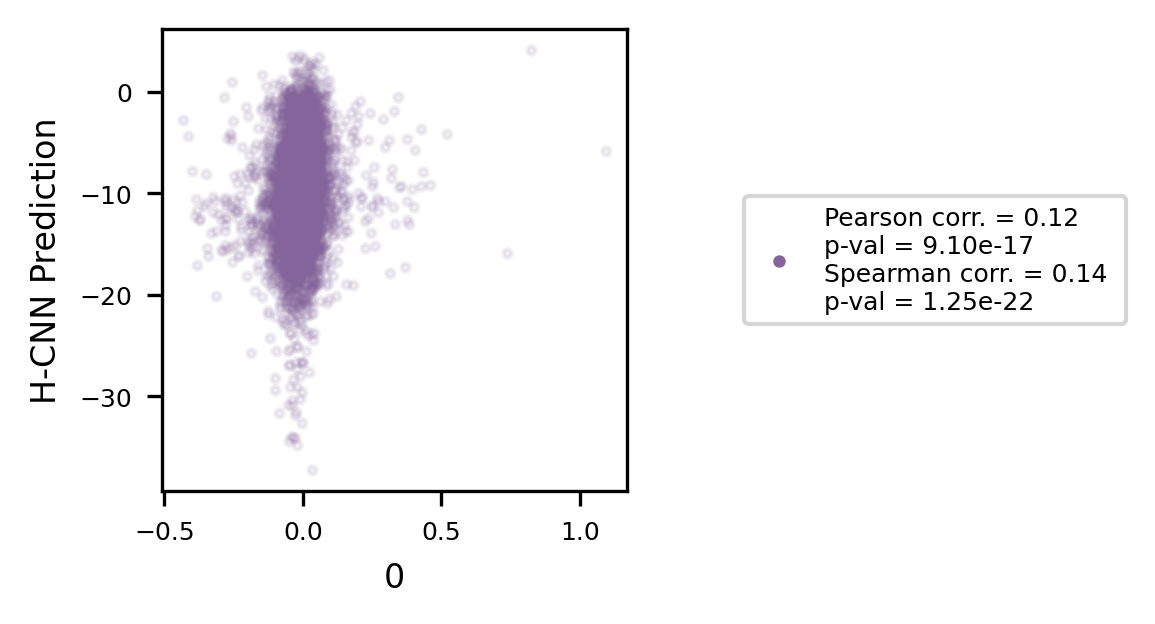 H-CNN Prediction
0
−10
−20
−30
−0.5
0.0
0.5
1.0
0
Pearson corr. = 0.12
p-val = 9.10e-17
Spearman corr. = 0.14
p-val = 1.25e-22